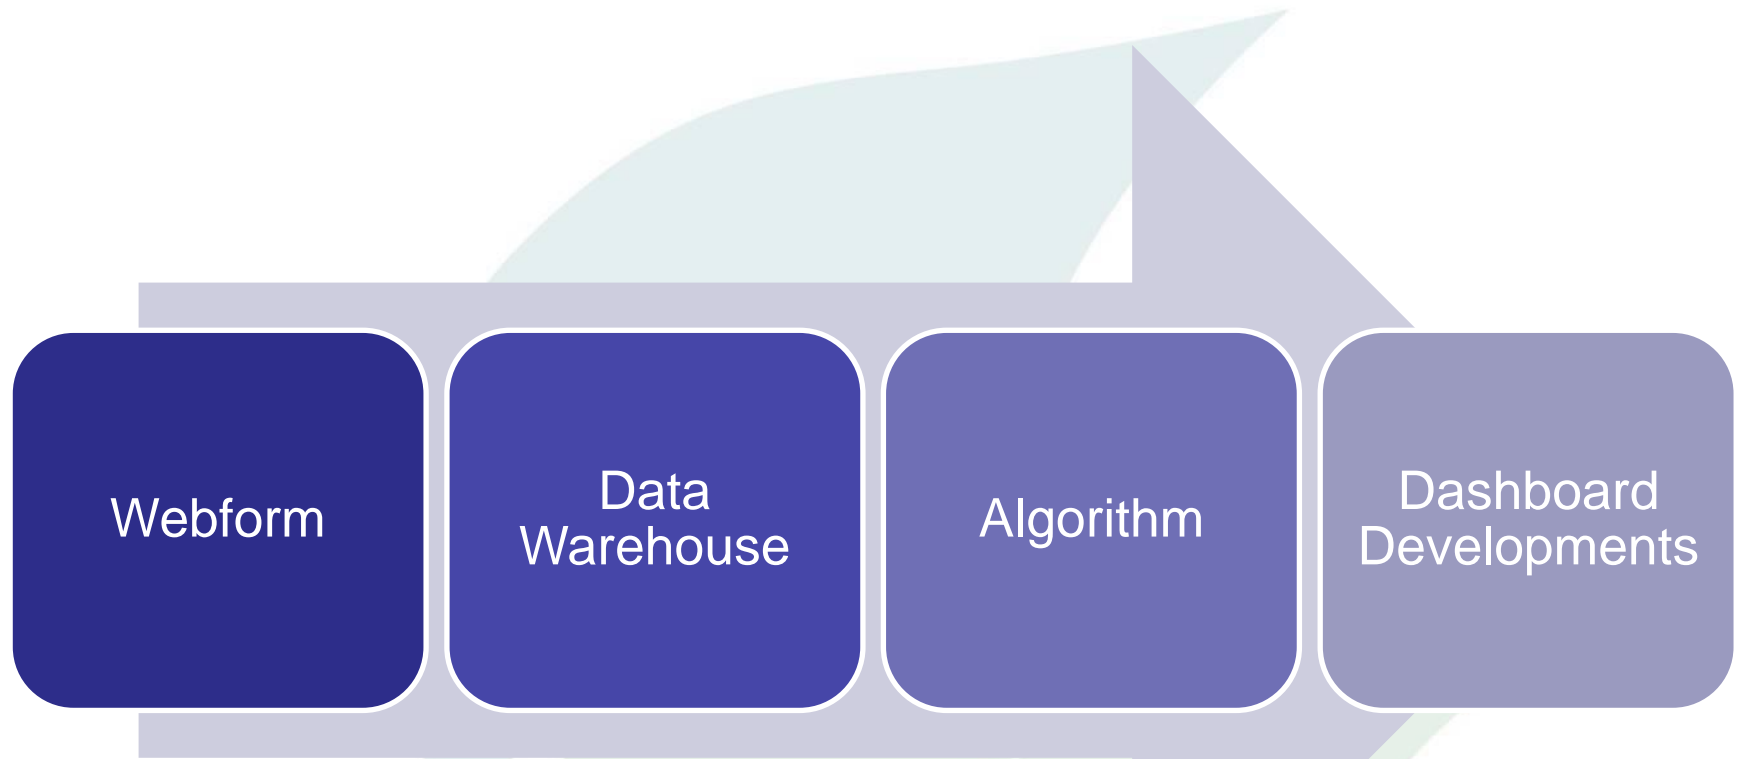 Webform
Data
Warehouse
Algorithm
Dashboard
Developments